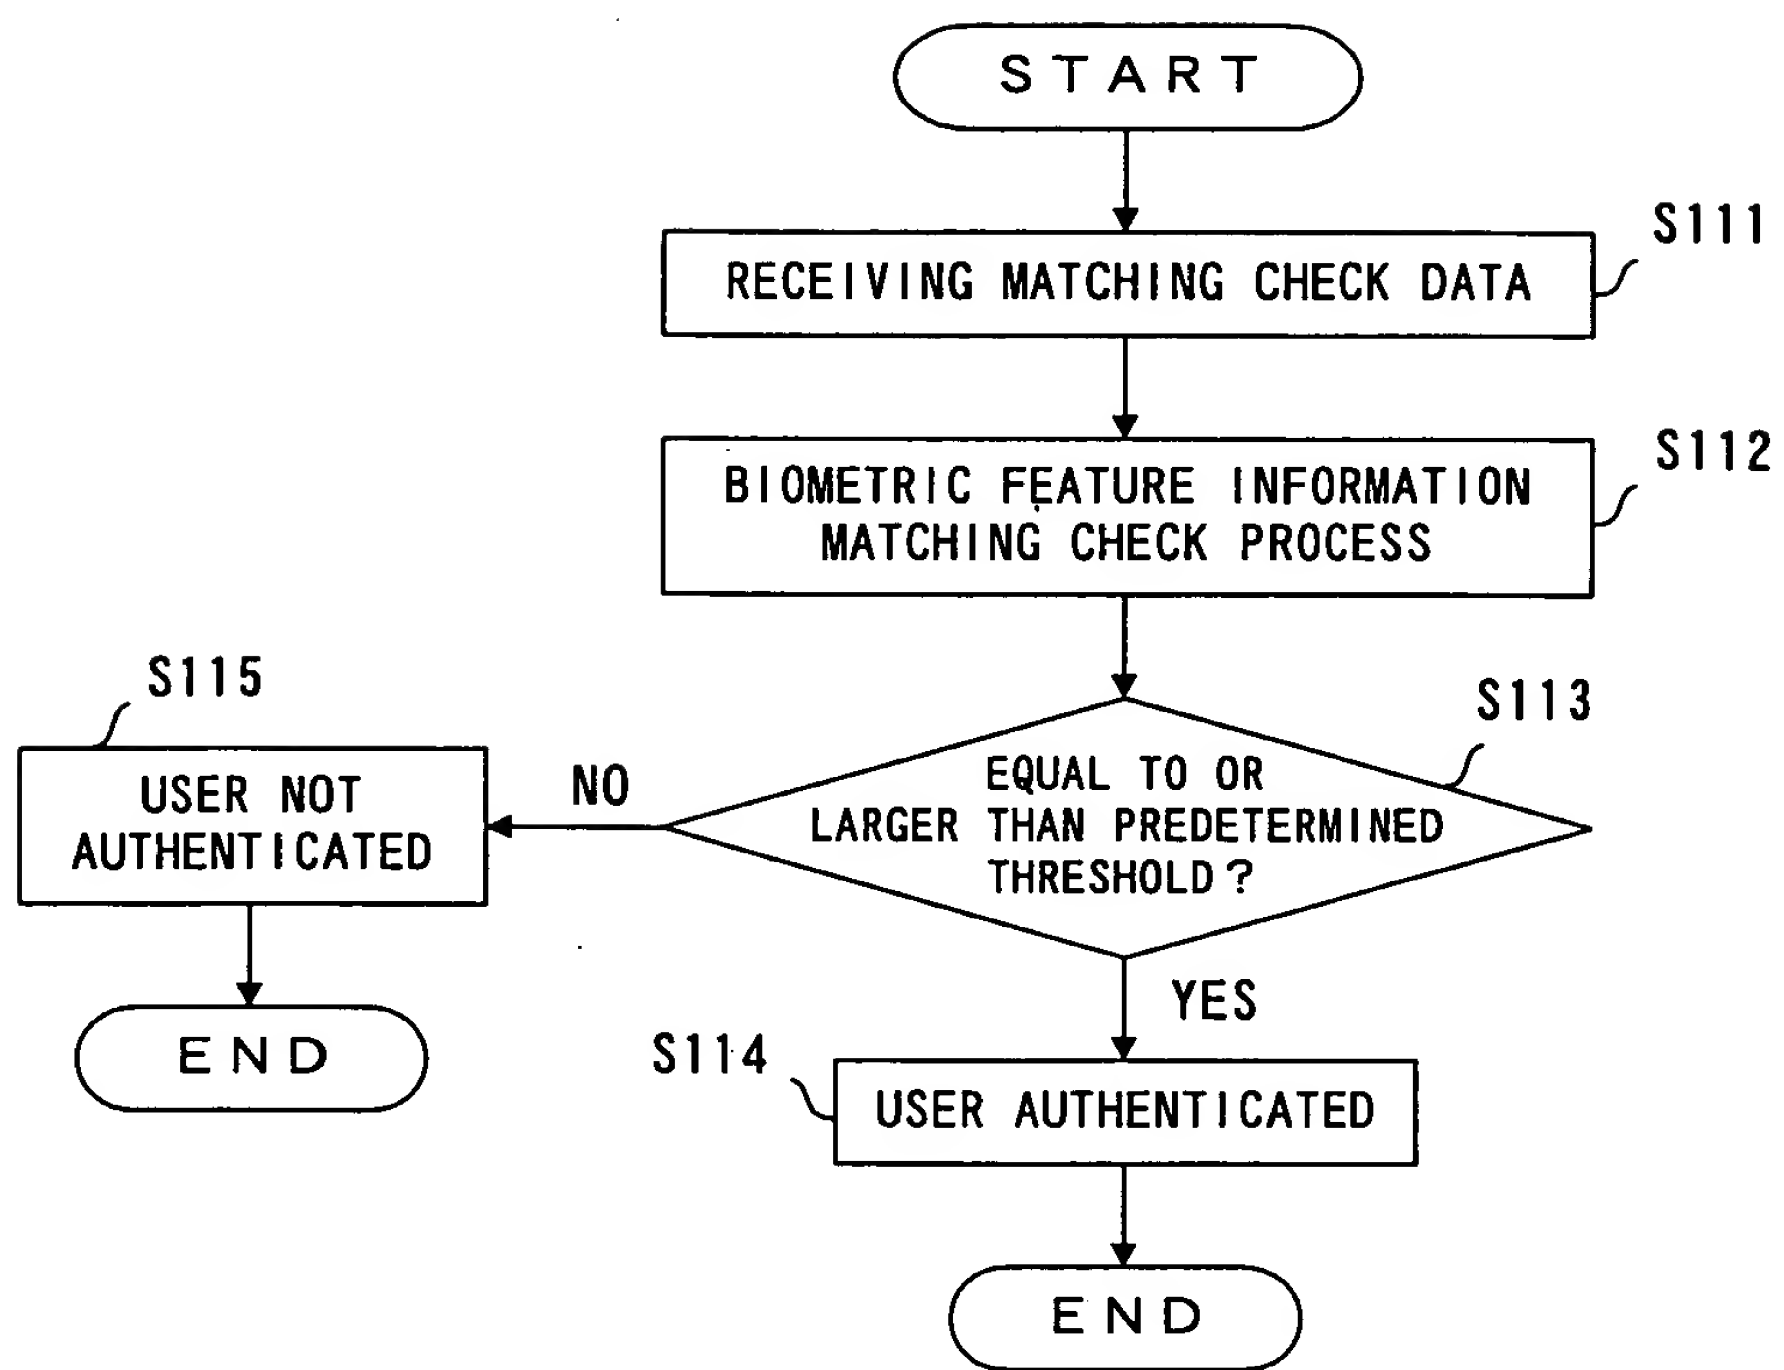 START
S111
RECEIVING MATCHING CHECK DATA
S112
BIOMETRIC FEATURE INFORMATION
MATCHING CHECK PROCESS
S113
EQUAL TO OR
LARGER THAN PREDETERMINED
THRESHOLD?
NO
S115
USER NOT
AUTHENTICATED
END
YES
S114
USER AUTHENTICATED
END